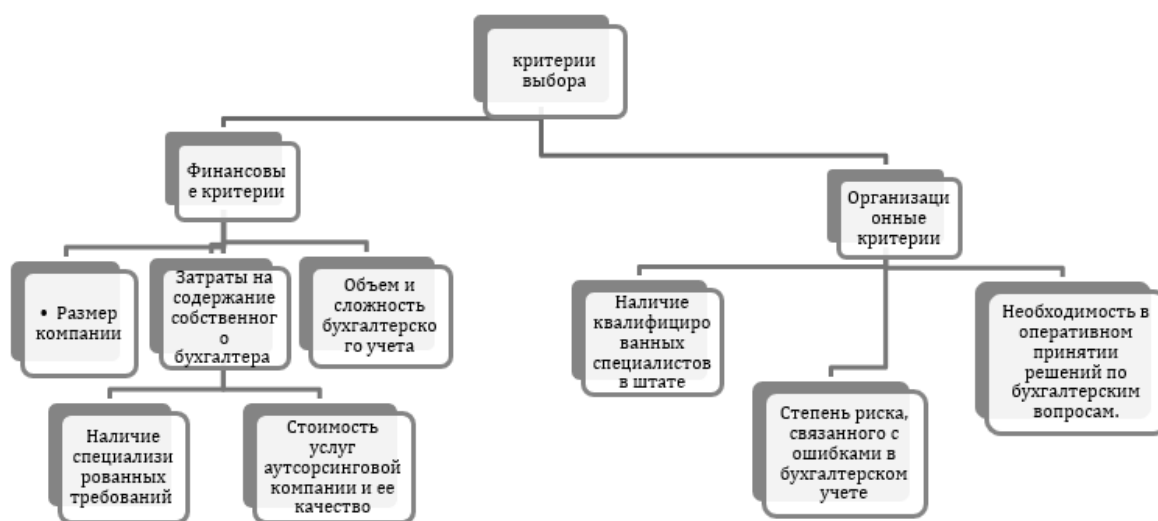 критерии
выбора
Финансовы
е критерии
Организаци
онные
критерии
• Размер
компании
Затраты на
содержание
собственног
о
бухгалтера
Объем и
сложность
бухгалтерско
го учета
Наличие
квалифициро
ванных
специалистов
в штате
Необходимость в
оперативном
принятии
решений по
бухгалтерским
вопросам.
Наличие
специализи
рованных
требований
Стоимость
услуг
аутсорсинговой
компании и ее
качество
Степень риска,
связанного с
ошибками в
бухгалтерском
учете